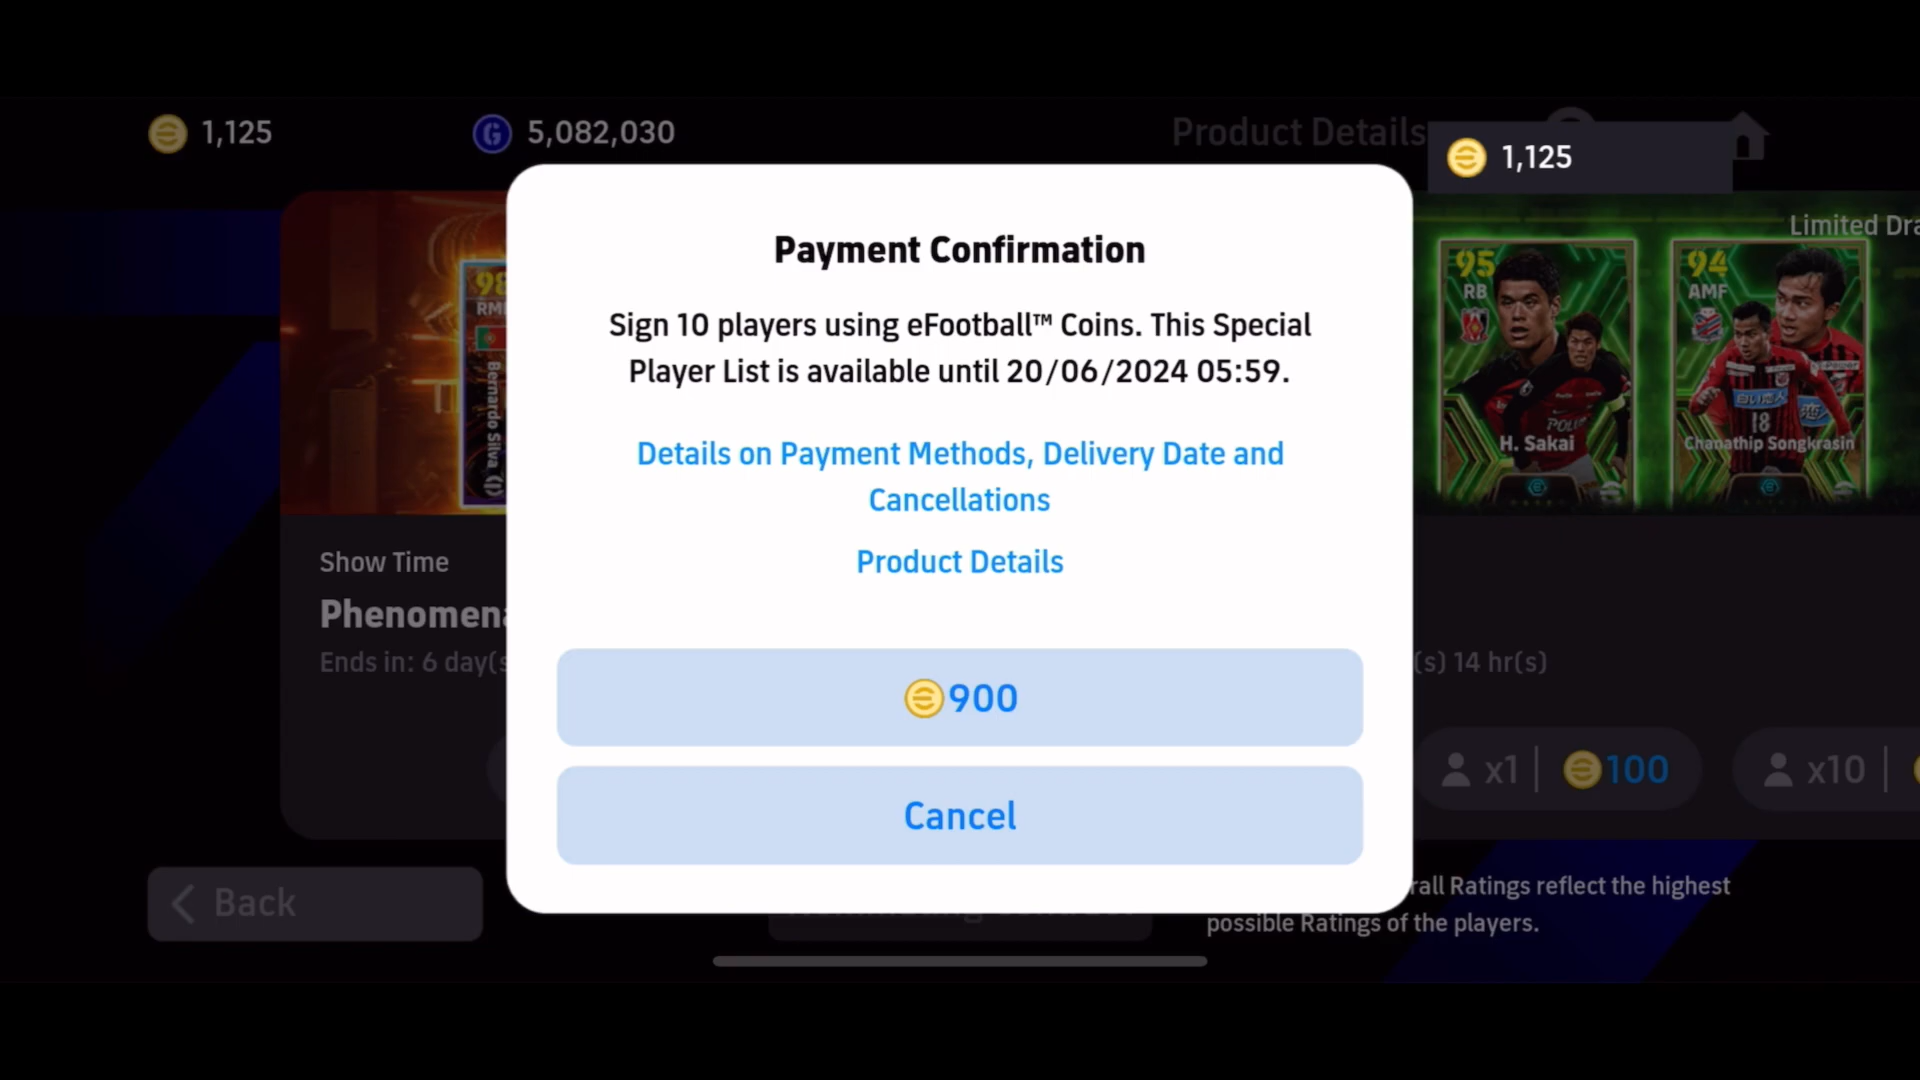 1,125
5,082,030
Product Details
1,125
Payment Confirmation
Sign 10 players using eFootball™ Coins. This Special
Player List is available until 20/06/2024 05:59.
Details on Payment Methods, Delivery Date and
Cancellations
Product Details
900
Cancel
98
RM
Bernardo Silva (I)
Show Time
Phenomena
Ends in: 6 day(s
Limited Dra
95
RB
H. Sakai
94
AMF
18
Chanathip Songkrasin
(s) 14 hr(s)
x1
100
x10
Back
rall Ratings reflect the highest
possible Ratings of the players.